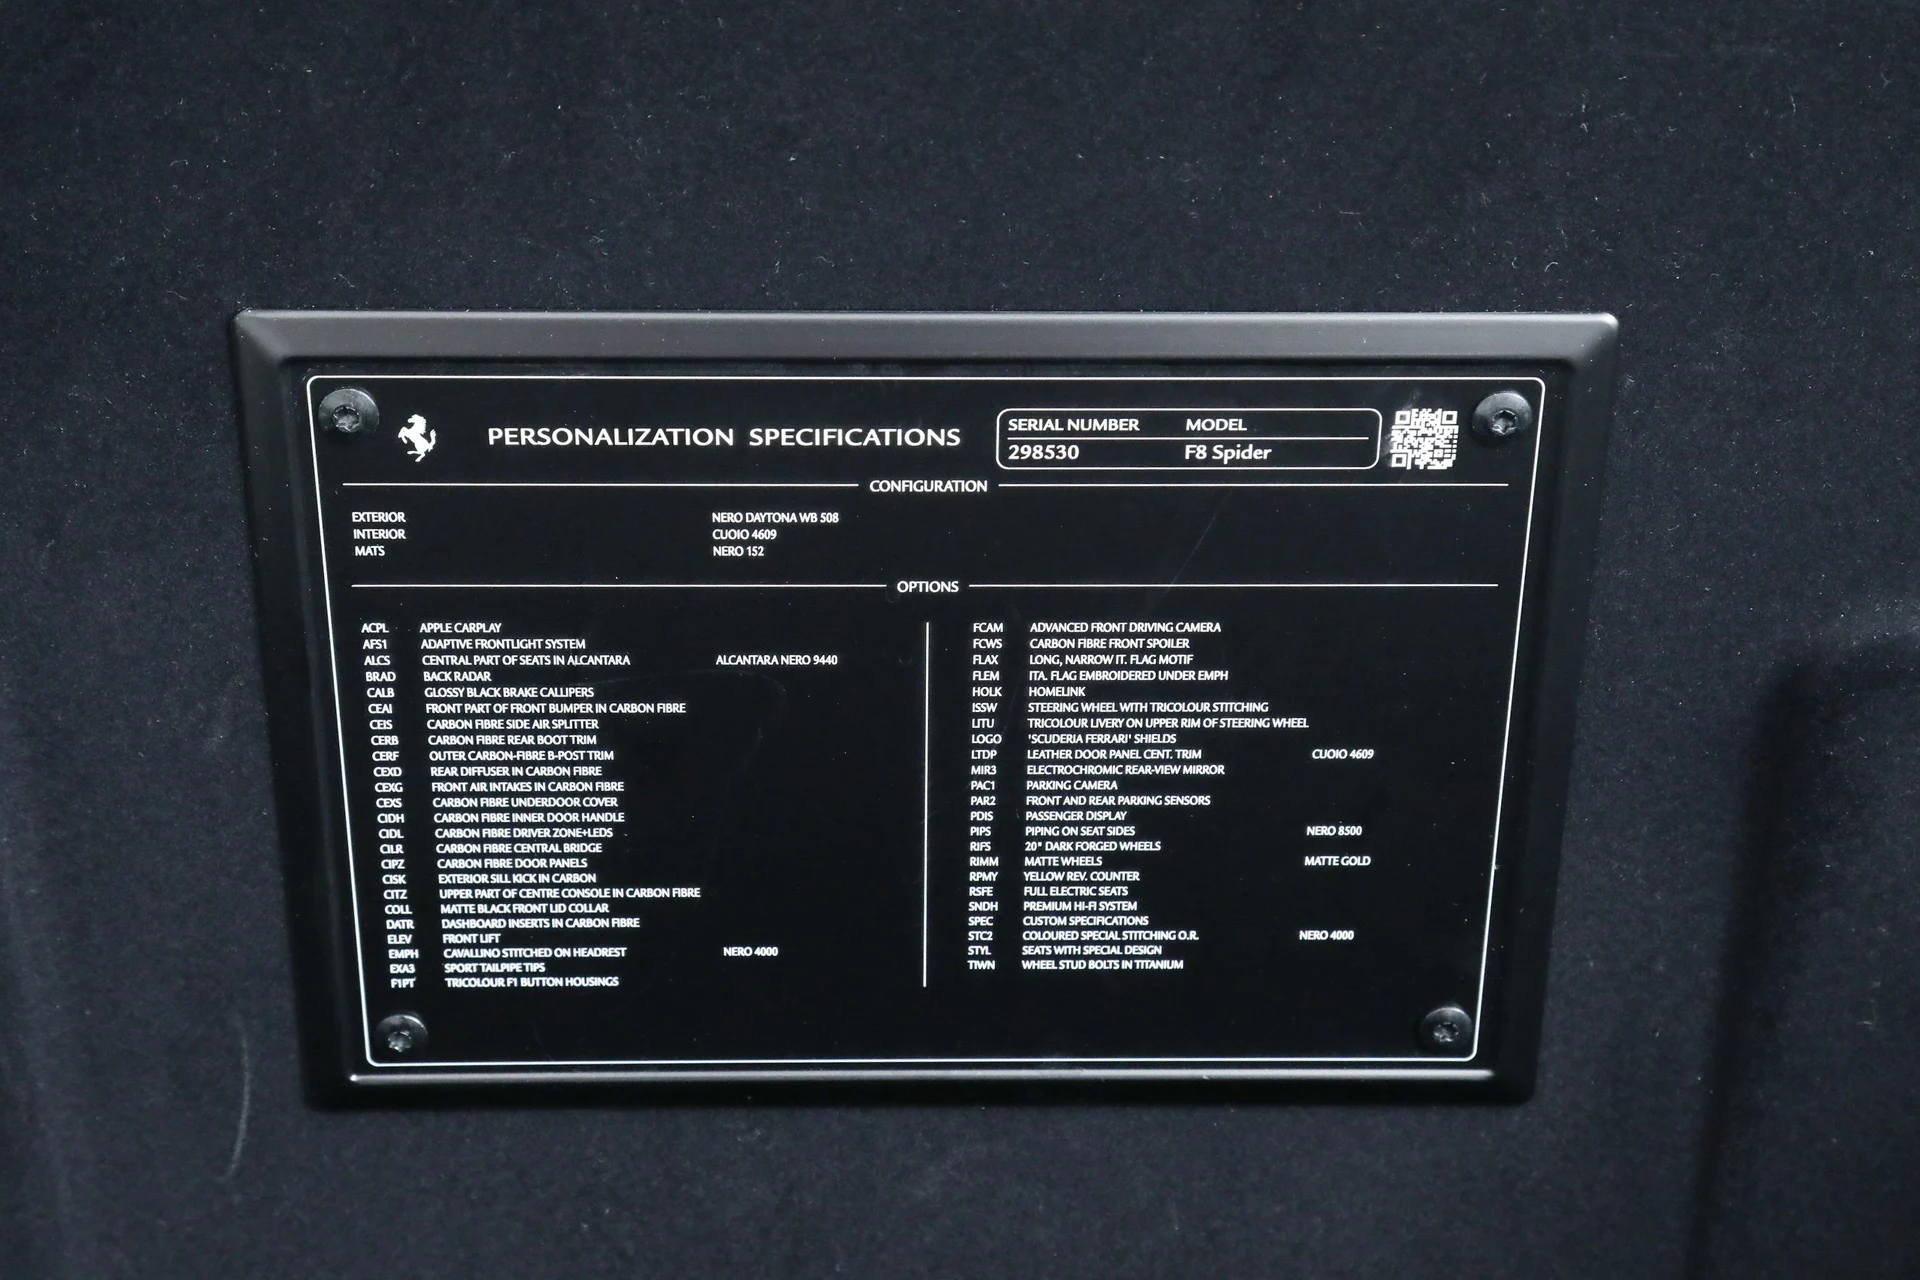 PERSONALIZATION SPECIFICATIONS
SERIAL NUMBER MODEL
298530 F8 Spider
CONFIGURATION
EXTERIOR NERO DAYTONA WB 508
INTERIOR CUOIO 4609
MATS NERO 152
OPTIONS
ACPL APPLE CARPLAY
AFS1 ADAPTIVE FRONTLIGHT SYSTEM
ALCS CENTRAL PART OF SEATS IN ALCANTARA ALCANTARA NERO 9440
BRAD BACK RADAR
CALB GLOSSY BLACK BRAKE CALLIPERS
CEAI FRONT PART OF FRONT BUMPER IN CARBON FIBRE
CEIS CARBON FIBRE SIDE AIR SPLITTER
CERB CARBON FIBRE REAR BOOT TRIM
CERF OUTER CARBON-FIBRE B-POST TRIM
CEXD REAR DIFFUSER IN CARBON FIBRE
CEXG FRONT AIR INTAKES IN CARBON FIBRE
CEXS CARBON FIBRE UNDERDOOR COVER
CIDH CARBON FIBRE INNER DOOR HANDLE
CIDL CARBON FIBRE DRIVER ZONE+LEDS
CILR CARBON FIBRE CENTRAL BRIDGE
CIPZ CARBON FIBRE DOOR PANELS
CISK EXTERIOR SILL KICK IN CARBON
CITZ UPPER PART OF CENTRE CONSOLE IN CARBON FIBRE
COLL MATTE BLACK FRONT LID COLLAR
DATR DASHBOARD INSERTS IN CARBON FIBRE
ELEV FRONT LIFT
EMPH CAVALLINO STITCHED ON HEADREST NERO 4000
EXA3 SPORT TAILPIPE TIPS
F1PT TRICOLOUR F1 BUTTON HOUSINGS
FCAM ADVANCED FRONT DRIVING CAMERA
FCWS CARBON FIBRE FRONT SPOILER
FLAX LONG, NARROW IT. FLAG MOTIF
FLEM ITA. FLAG EMBROIDERED UNDER EMPH
HOLK HOMELINK
ISSW STEERING WHEEL WITH TRICOLOUR STITCHING
LITU TRICOLOUR LIVERY ON UPPER RIM OF STEERING WHEEL
LOGO 'SCUDERIA FERRARI' SHIELDS
LTDP LEATHER DOOR PANEL CENT. TRIM CUOIO 4609
MIR3 ELECTROCHROMIC REAR-VIEW MIRROR
PAC1 PARKING CAMERA
PAR2 FRONT AND REAR PARKING SENSORS
PDIS PASSENGER DISPLAY
PIPS PIPING ON SEAT SIDES NERO 8500
RIF5 20" DARK FORGED WHEELS
RIMM MATTE WHEELS MATTE GOLD
RPMY YELLOW REV. COUNTER
RSFE FULL ELECTRIC SEATS
SNDH PREMIUM HI-FI SYSTEM
SPEC CUSTOM SPECIFICATIONS
STC2 COLOURED SPECIAL STITCHING O.R. NERO 4000
STYL SEATS WITH SPECIAL DESIGN
TIWN WHEEL STUD BOLTS IN TITANIUM